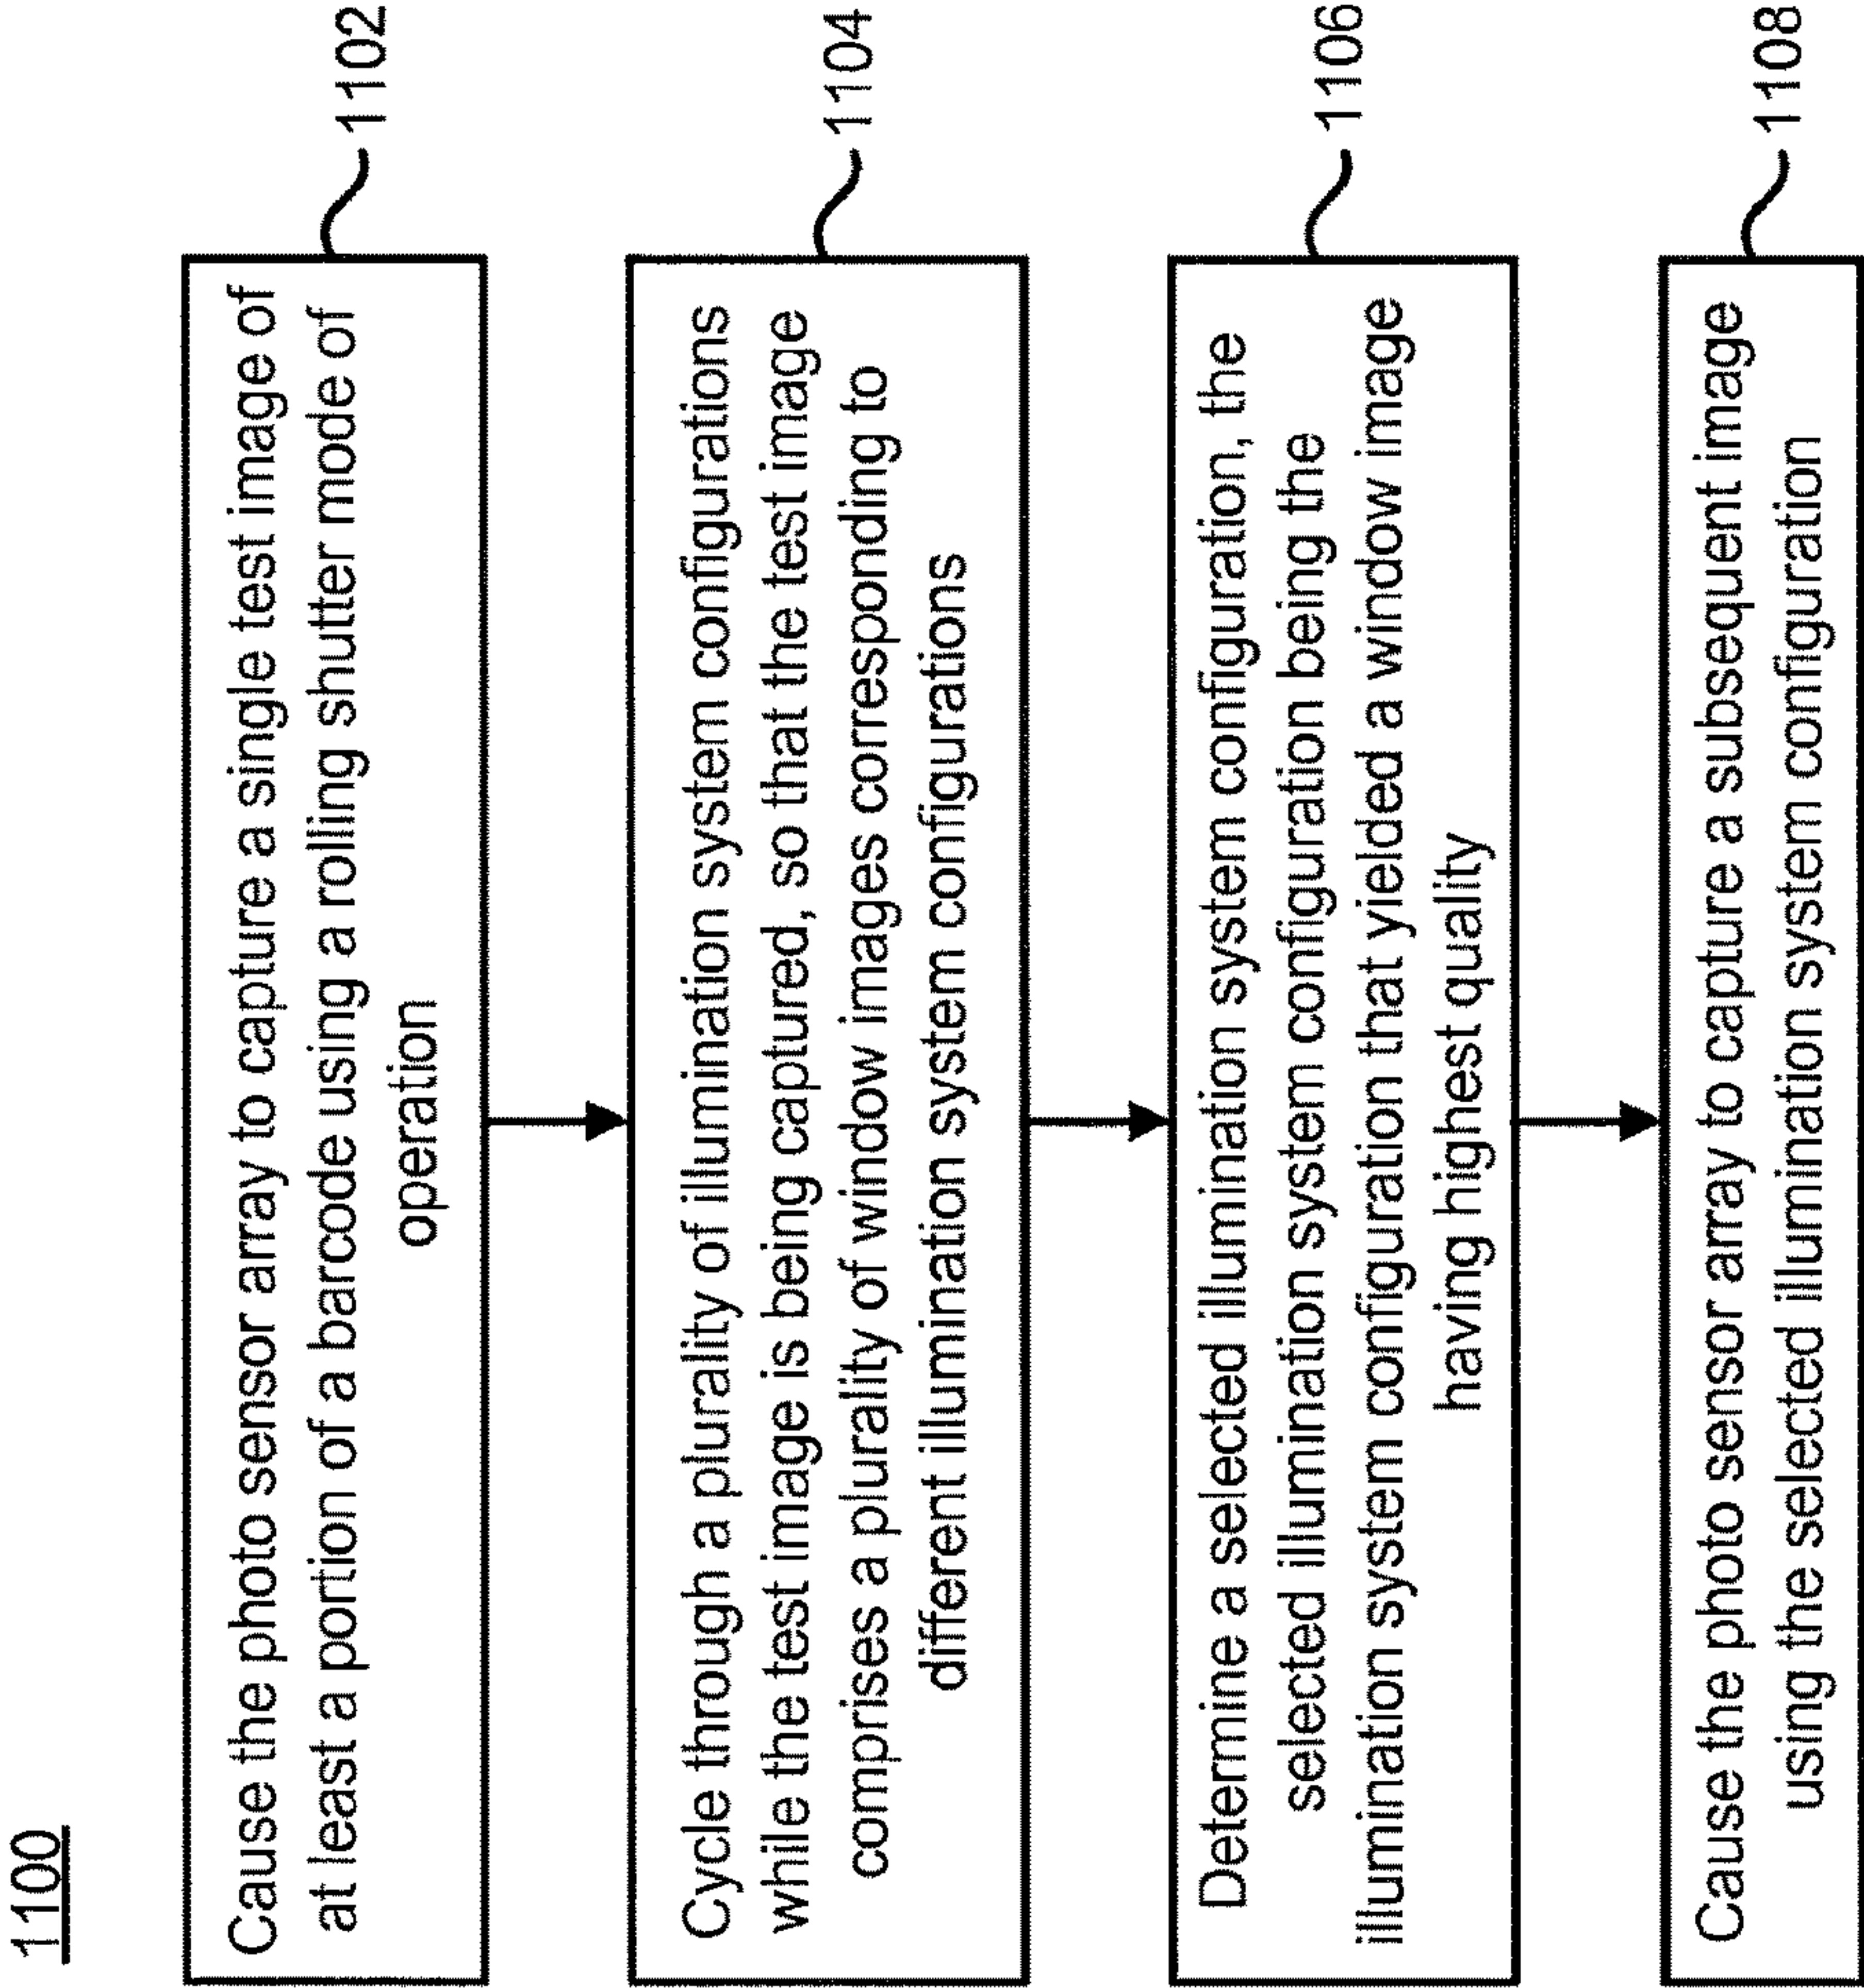 1100
Cause the photo sensor array to capture a single test image of
at least a portion of a barcode using a rolling shutter mode of
operation
1102
Cycle through a plurality of illumination system configurations
while the test image is being captured, so that the test image
comprises a plurality of window images corresponding to
different illumination system configurations
1104
Determine a selected illumination system configuration, the
selected illumination system configuration being the
illumination system configuration that yielded a window image
having highest quality
1106
Cause the photo sensor array to capture a subsequent image
using the selected illumination system configuration
1108